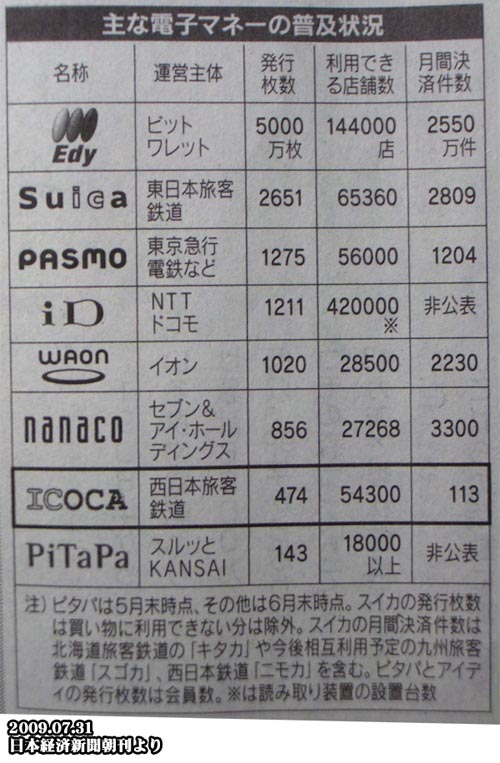 主な電子マネーの普及状況
名称 運営主体 発行枚数 利用できる店舗数 月間決済件数
Edy ビットワレット 5000万枚 144000店 2550万件
Suica 東日本旅客鉄道 2651 65360 2809
PASMO 東京急行電鉄など 1275 56000 1204
iD NTTドコモ 1211 420000※ 非公表
WAON イオン 1020 28500 2230
nanaco セブン&アイ・ホールディングス 856 27268 3300
ICOCA 西日本旅客鉄道 474 54300 113
PiTaPa スルッとKANSAI 143 18000以上 非公表
注)ピタパは5月末時点、その他は6月末時点。スイカの発行枚数
は買い物に利用できない分は除外。スイカの月間決済件数は
北海道旅客鉄道の「キタカ」や今後相互利用予定の九州旅客
鉄道「スゴカ」、西日本鉄道「ニモカ」を含む。ピタパとアイデ
ィの発行枚数は会員数。※は読み取り装置の設置台数
2009.07.31
日本経済新聞朝刊より